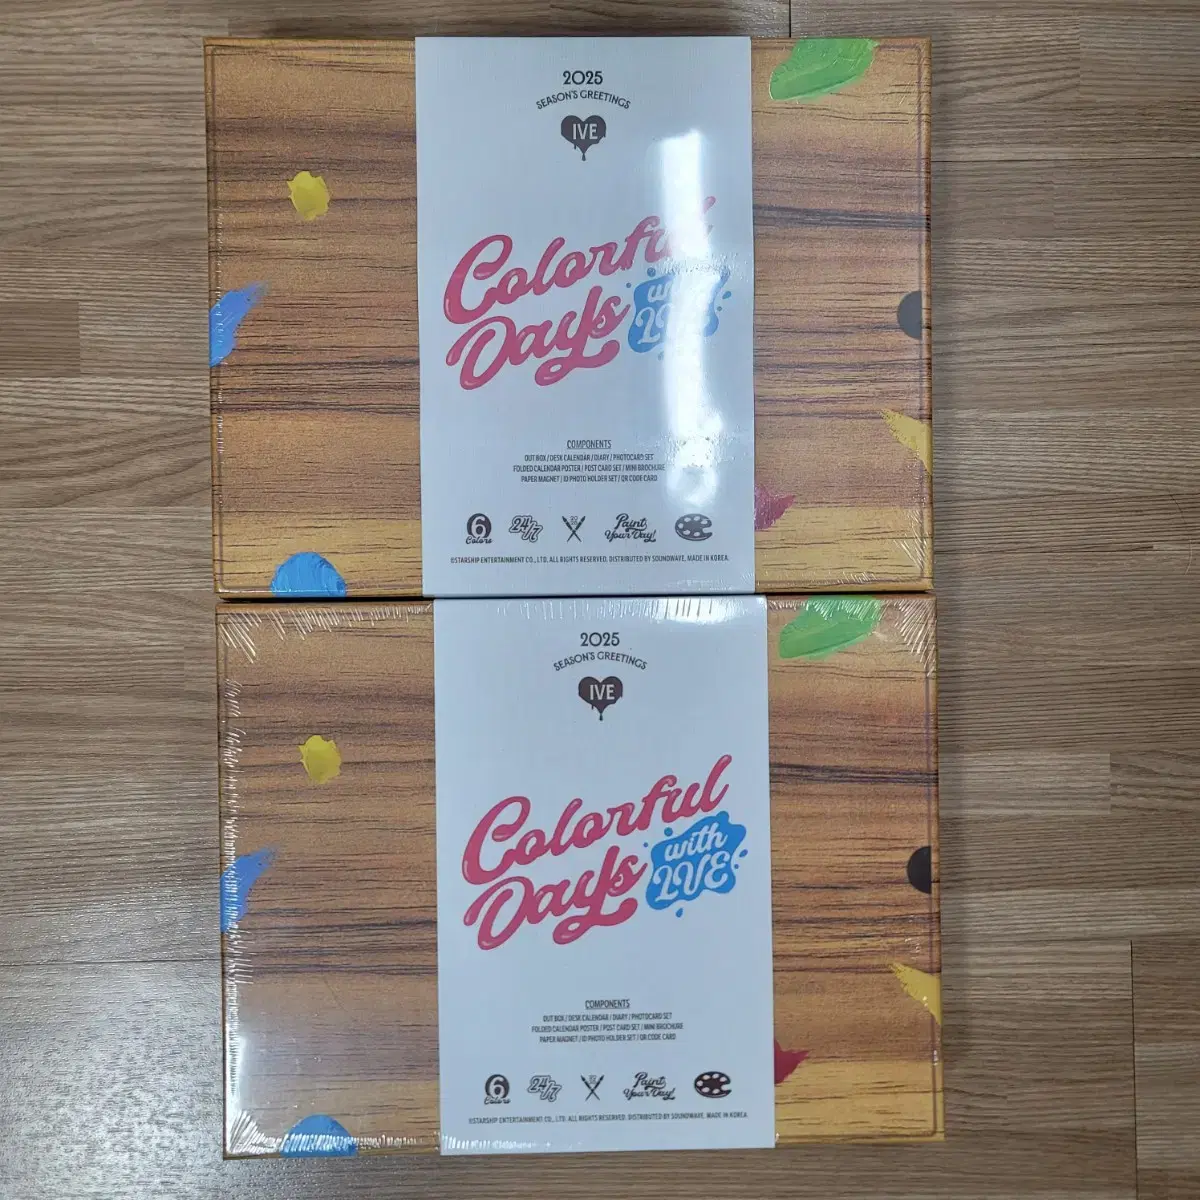 2025
SEASON'S GREETINGS
IVE
Colorful
Days
with
IVE
COMPONENTS
OUT BOX / DESK CALENDAR / DIARY / PHOTOCARD SET
FOLDED CALENDAR POSTER / POST CARD SET / MINI BROCHURE
PAPER MAGNET / ID PHOTO HOLDER SET / QR CODE CARD
6
Colors
24/7
Paint
Your Day!
©STARSHIP ENTERTAINMENT CO., LTD. ALL RIGHTS RESERVED. DISTRIBUTED BY SOUNDWAVE, MADE IN KOREA.
2025
SEASON'S GREETINGS
IVE
Colorful
Days
with
IVE
COMPONENTS
OUT BOX / DESK CALENDAR / DIARY / PHOTOCARD SET
FOLDED CALENDAR POSTER / POST CARD SET / MINI BROCHURE
PAPER MAGNET / ID PHOTO HOLDER SET / QR CODE CARD
6
Colors
24/7
Paint
Your Day!
©STARSHIP ENTERTAINMENT CO., LTD. ALL RIGHTS RESERVED. DISTRIBUTED BY SOUNDWAVE, MADE IN KOREA.